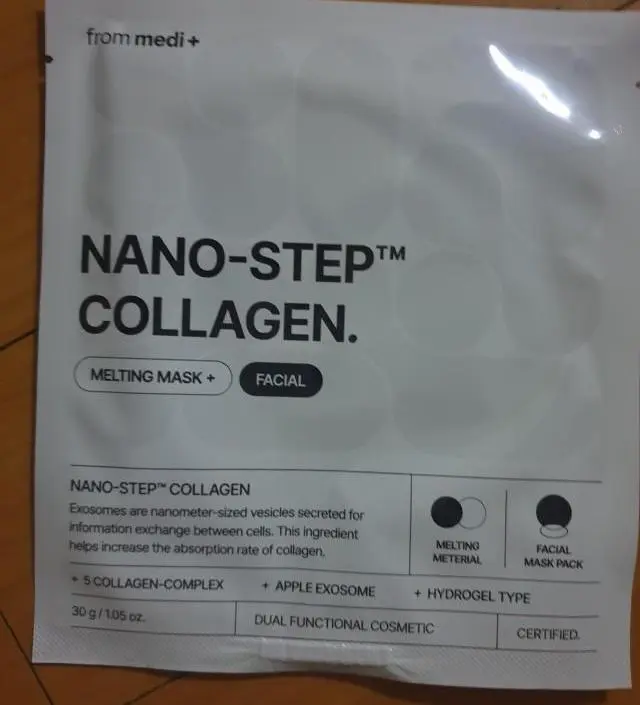 from medi +
NANO-STEP™
COLLAGEN.
MELTING MASK + FACIAL
NANO-STEP™ COLLAGEN
Exosomes are nanometer-sized vesicles secreted for
information exchange between cells. This ingredient
helps increase the absorption rate of collagen.
MELTING
METERIAL
FACIAL
MASK PACK
+ 5 COLLAGEN-COMPLEX + APPLE EXOSOME + HYDROGEL TYPE
30 g / 1.05 oz. DUAL FUNCTIONAL COSMETIC CERTIFIED.